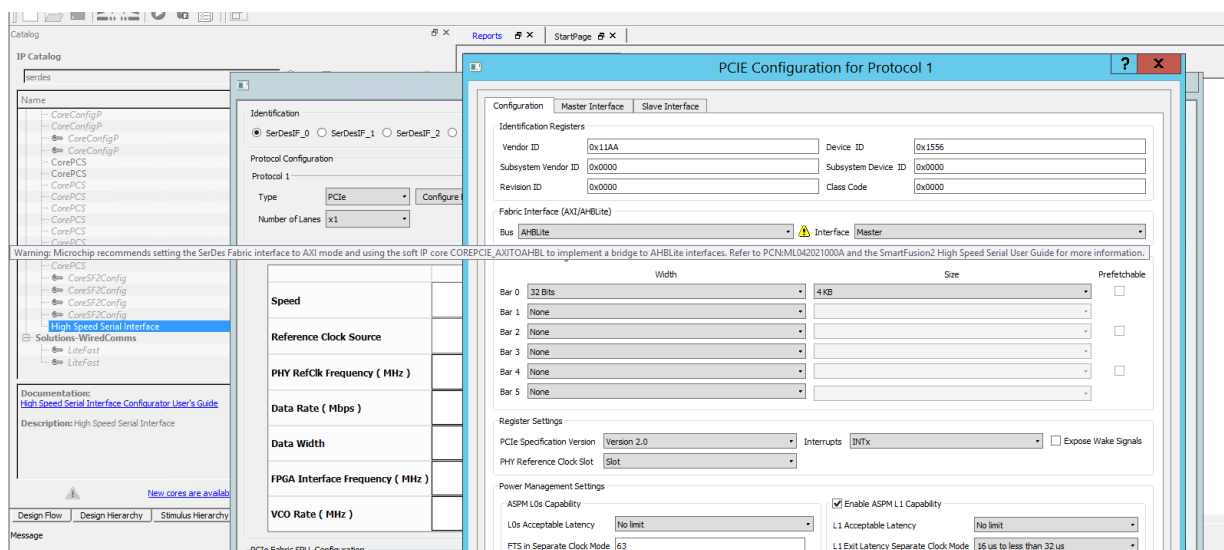 Catalog
Reports
StartPage
IP Catalog
serdes
Name
CoreConfigP
CoreConfigP
CoreConfigP
CoreConfigP
CorePCS
CorePCS
CorePCS
CorePCS
CorePCS
CorePCS
CorePCS
CorePCS
CorePCS
CoreSF2Config
CoreSF2Config
CoreSF2Config
CoreSF2Config
High Speed Serial Interface
Solutions-WiredComms
LiteFast
LiteFast
Documentation:
High Speed Serial Interface Configurator User's Guide
Description: High Speed Serial Interface
New cores are availab
Design Flow Design Hierarchy Stimulus Hierarchy
Message
Identification
SerDesIF_0 SerDesIF_1 SerDesIF_2
Protocol Configuration
Protocol 1
Type PCIe Configure
Number of Lanes x1
Warning: Microchip recommends setting the SerDes Fabric interface to AXI mode and using the soft IP core COREPCIE_AXITOAHBL to implement a bridge to AHBLite interfaces. Refer to PCN:ML042021000A and the SmartFusion2 High Speed Serial User Guide for more information.
Speed
Reference Clock Source
PHY RefClk Frequency ( MHz )
Data Rate ( Mbps )
Data Width
FPGA Interface Frequency ( MHz )
VCO Rate ( MHz )
PCIe Fabric SPLL Configuration
PCIE Configuration for Protocol 1
? X
Configuration Master Interface Slave Interface
Identification Registers
Vendor ID 0x11AA Device ID 0x1556
Subsystem Vendor ID 0x0000 Subsystem Device ID 0x0000
Revision ID 0x0000 Class Code 0x0000
Fabric Interface (AXI/AHBLite)
Bus AHBLite Interface Master
Width Size Prefetchable
Bar 0 32 Bits 4 KB
Bar 1 None
Bar 2 None
Bar 3 None
Bar 4 None
Bar 5 None
Register Settings
PCIe Specification Version Version 2.0 Interrupts INTx Expose Wake Signals
PHY Reference Clock Slot Slot
Power Management Settings
ASPM L0s Capability Enable ASPM L1 Capability
L0s Acceptable Latency No limit L1 Acceptable Latency No limit
FTS in Separate Clock Mode 63 L1 Exit Latency Separate Clock Mode 16 us to less than 32 us